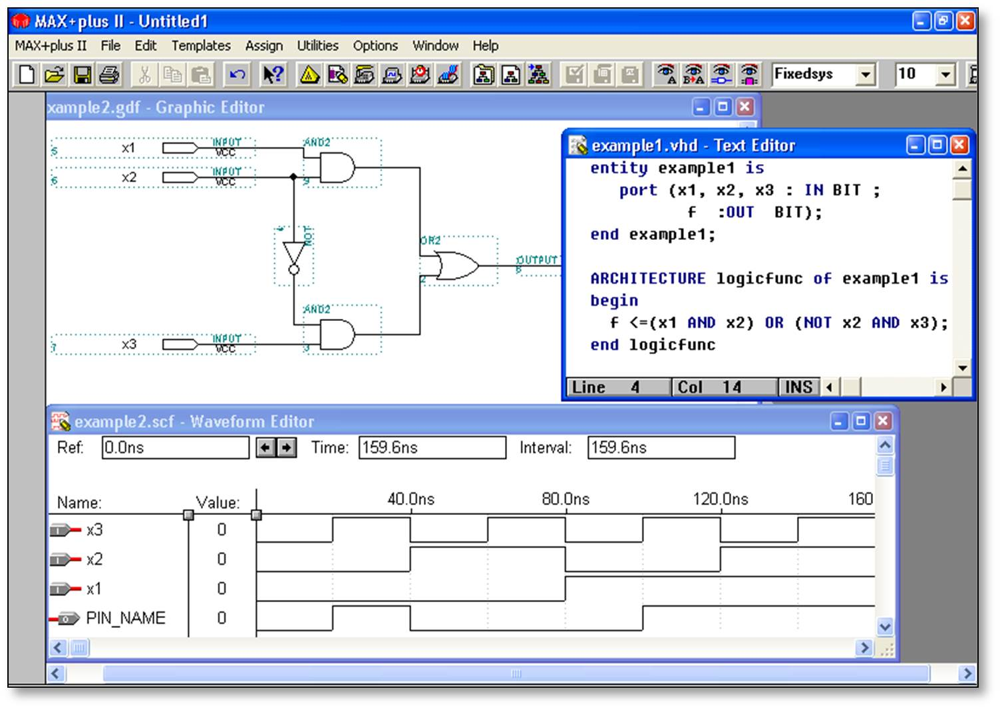 MAX+plus II - Untitled1
MAX+plus II File Edit Templates Assign Utilities Options Window Help
Fixedsys 10
xample2.gdf - Graphic Editor
5 x1 INPUT VCC
AND2
6 x2 INPUT VCC
9
NOT
OR2
2
OUTPUT
8
AND2
7 x3 INPUT VCC
3
example1.vhd - Text Editor
entity example1 is
port (x1, x2, x3 : IN BIT ;
f :OUT BIT);
end example1;
ARCHITECTURE logicfunc of example1 is
begin
f <=(x1 AND x2) OR (NOT x2 AND x3);
end logicfunc
Line 4 Col 14 INS
example2.scf - Waveform Editor
Ref: 0.0ns Time: 159.6ns Interval: 159.6ns
Name: Value: 40.0ns 80.0ns 120.0ns 160
x3 0
x2 0
x1 0
PIN_NAME 0